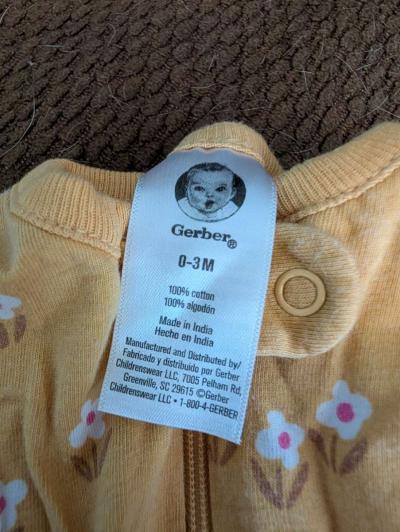 Gerber®
0-3M
100% cotton
100% algodón
Made in India
Hecho en India
Manufactured and Distributed by/
Fabricado y distribuido por Gerber
Childrenswear LLC, 7005 Pelham Rd,
Greenville, SC 29615 ©Gerber
Childrenswear LLC • 1-800-4-GERBER